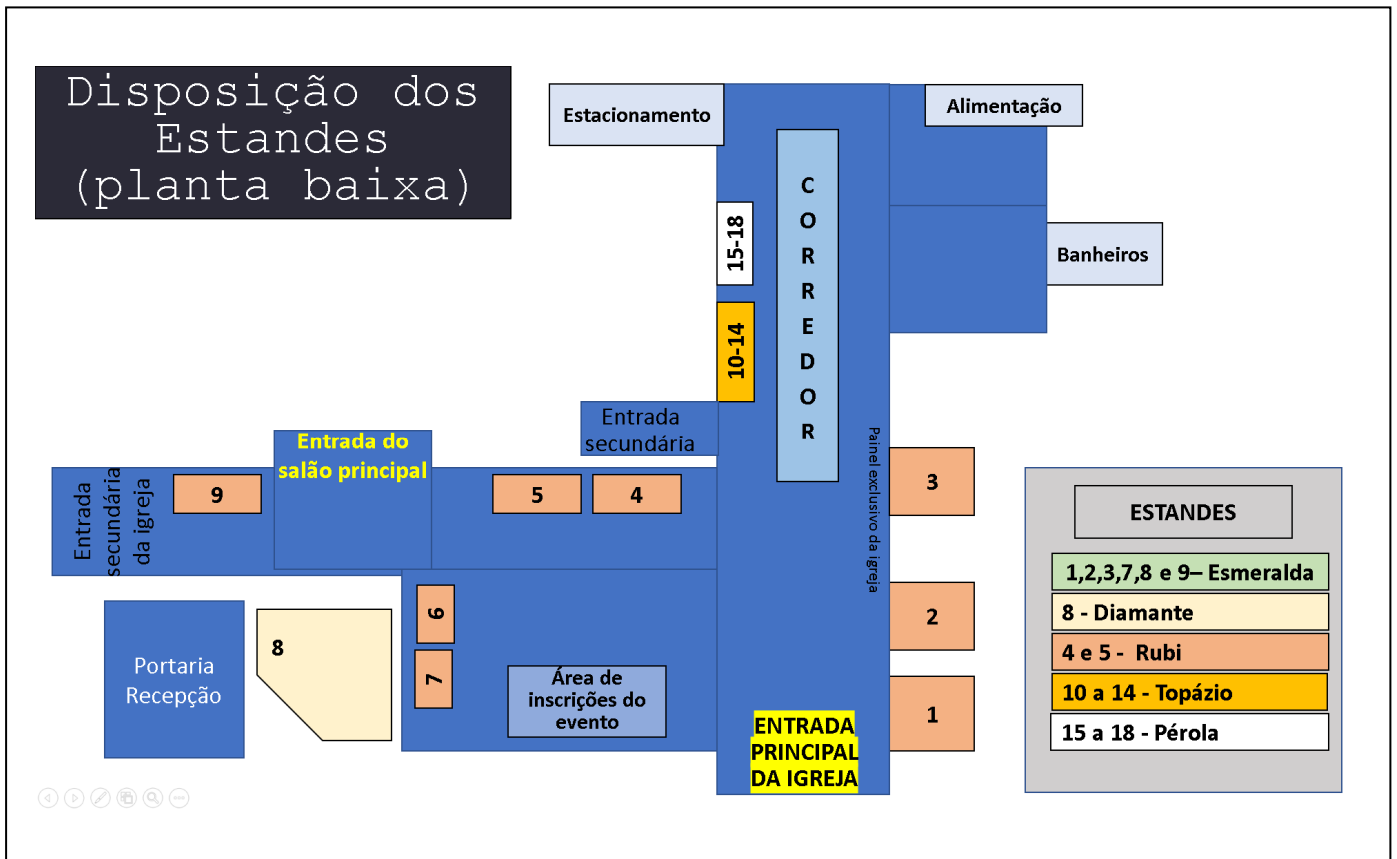 Disposição dos
Estandes
(planta baixa)
Estacionamento
Alimentação
CORREDOR
15-18
Banheiros
10-14
Entrada
secundária
Painel exclusivo da igreja
Entrada do
salão principal
Entrada
secundária
da igreja
9
5
4
3
6
7
2
8
Portaria
Recepção
Área de
inscrições do
evento
1
ENTRADA
PRINCIPAL
DA IGREJA
ESTANDES
1,2,3,7,8 e 9– Esmeralda
8 - Diamante
4 e 5 - Rubi
10 a 14 - Topázio
15 a 18 - Pérola